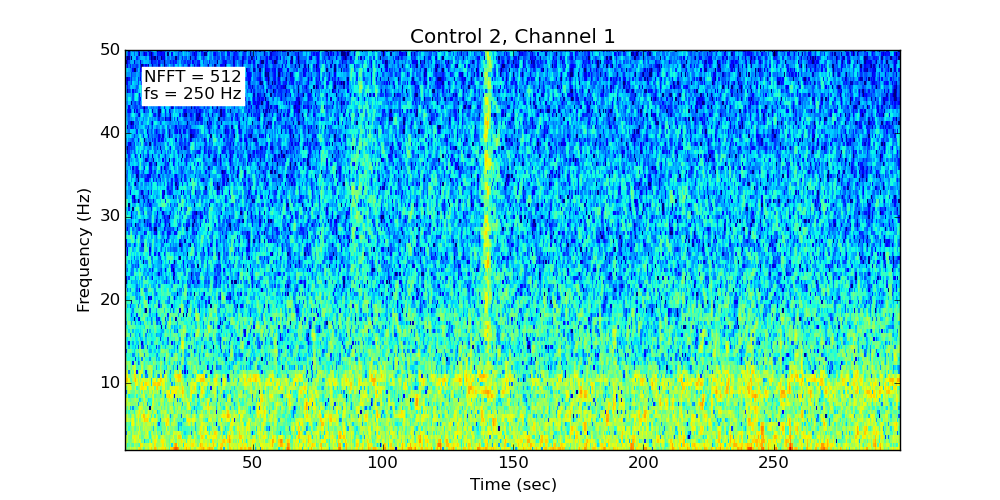 Control 2, Channel 1
NFFT = 512
fs = 250 Hz
50
40
30
20
10
Frequency (Hz)
50
100
150
200
250
Time (sec)